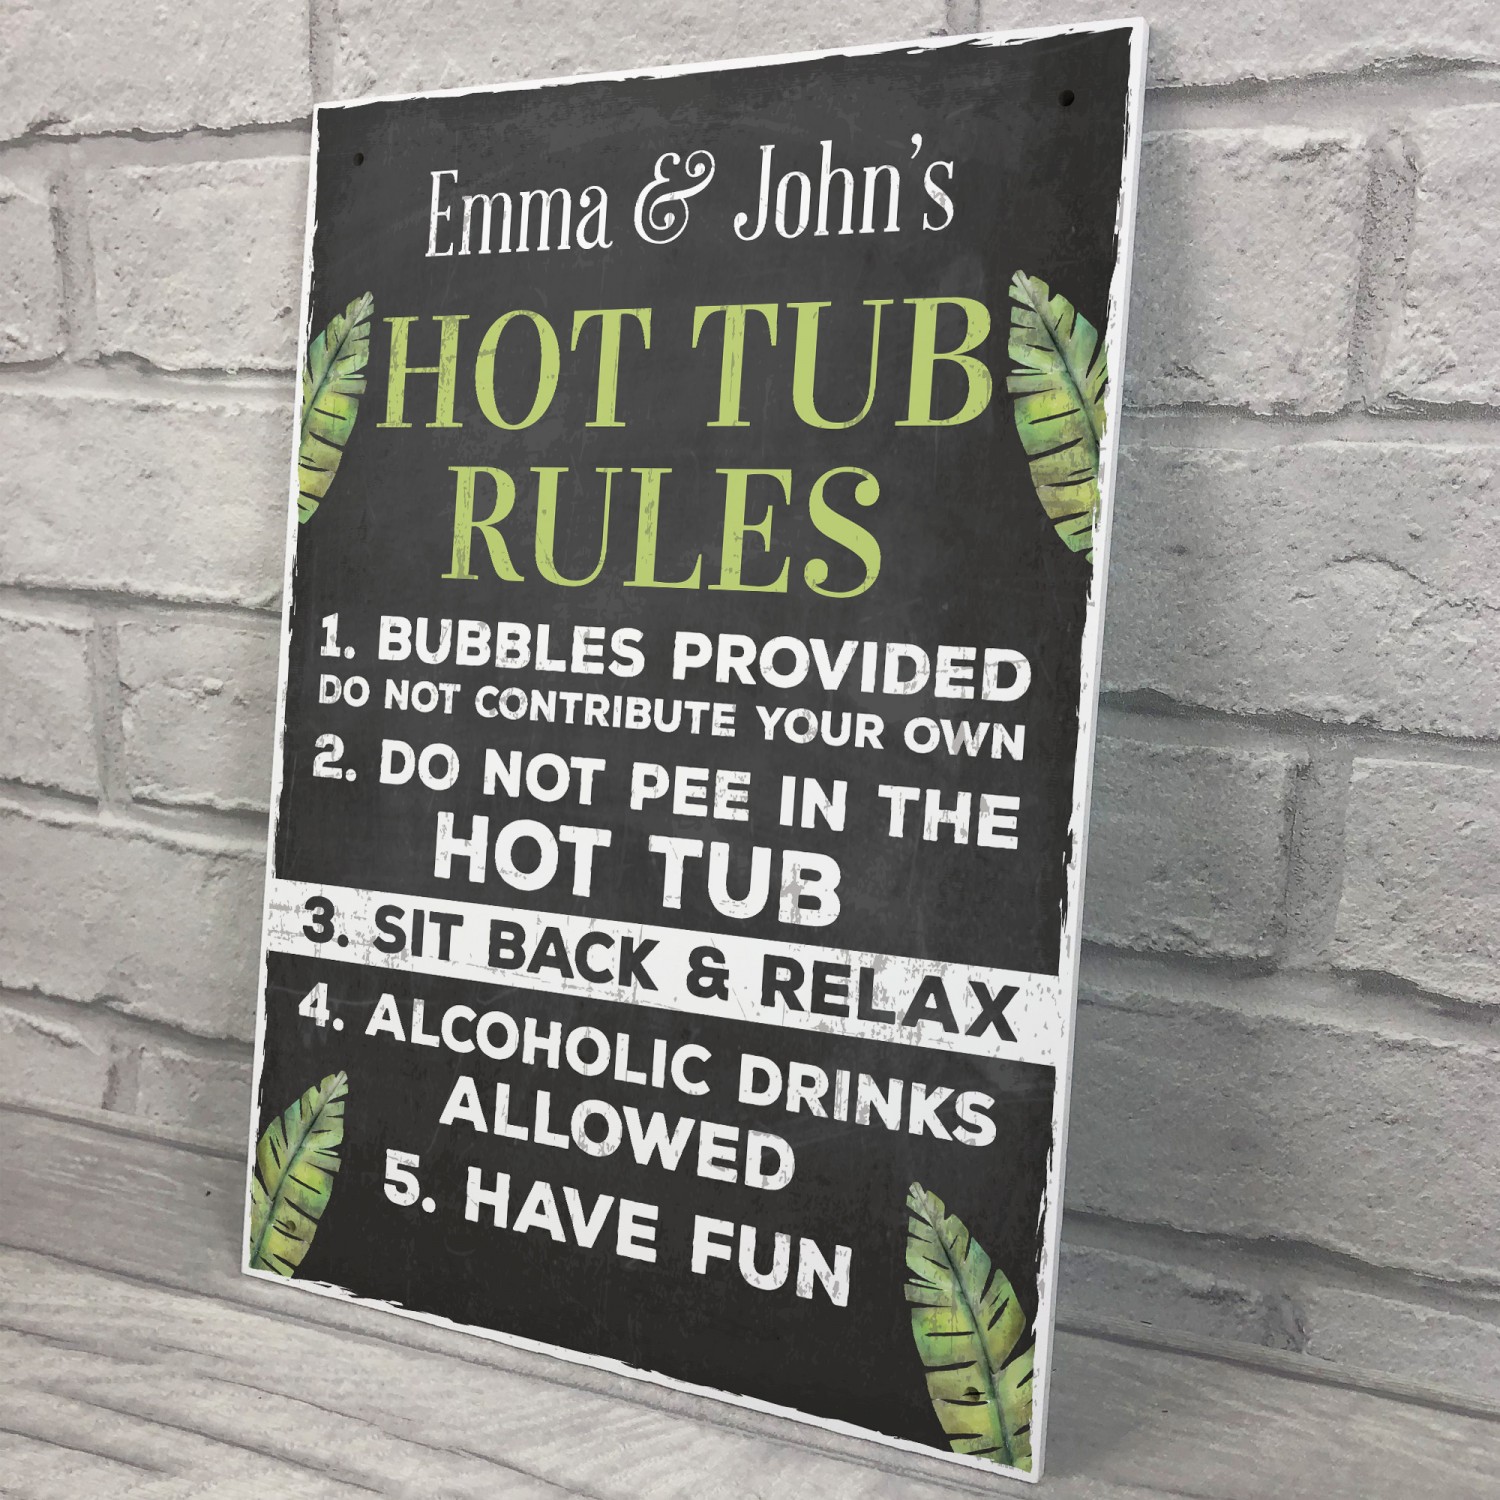 Emma & John's
HOT TUB
RULES
1. BUBBLES PROVIDED
DO NOT CONTRIBUTE YOUR OWN
2. DO NOT PEE IN THE
HOT TUB
3. SIT BACK & RELAX
4. ALCOHOLIC DRINKS
ALLOWED
5. HAVE FUN